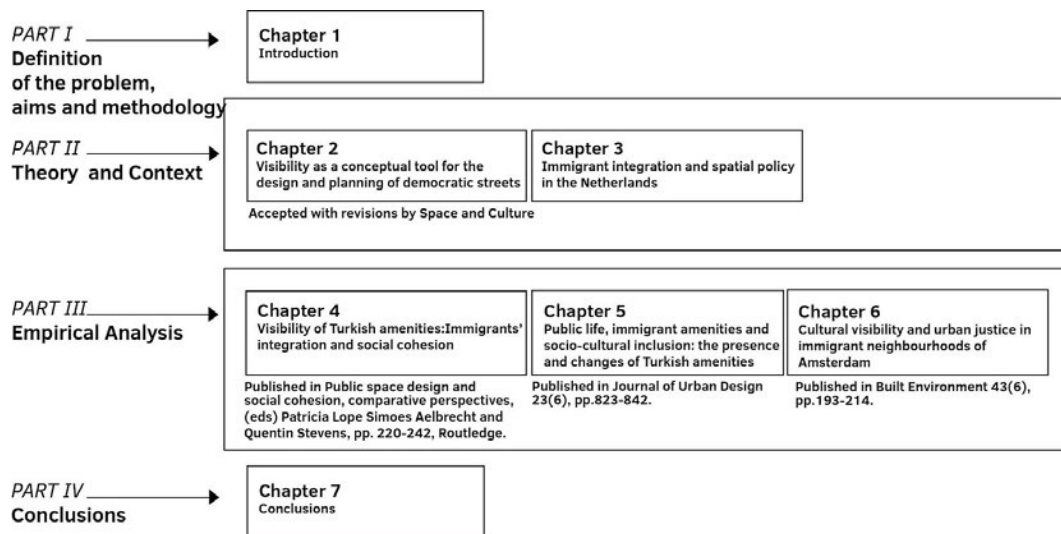 PART I
Definition
of the problem,
aims and methodology
Chapter 1
Introduction
PART II
Theory and Context
Chapter 2
Visibility as a conceptual tool for the
design and planning of democratic streets
Accepted with revisions by Space and Culture
Chapter 3
Immigrant integration and spatial policy
in the Netherlands
PART III
Empirical Analysis
Chapter 4
Visibility of Turkish amenities:Immigrants'
integration and social cohesion
Published in Public space design and
social cohesion, comparative perspectives,
(eds) Patricia Lope Simoes Aelbrecht and
Quentin Stevens, pp. 220-242, Routledge.
Chapter 5
Public life, immigrant amenities and
socio-cultural inclusion: the presence
and changes of Turkish amenities
Published in Journal of Urban Design
23(6), pp.823-842.
Chapter 6
Cultural visibility and urban justice in
immigrant neighbourhoods of
Amsterdam
Published in Built Environment 43(6),
pp.193-214.
PART IV
Conclusions
Chapter 7
Conclusions